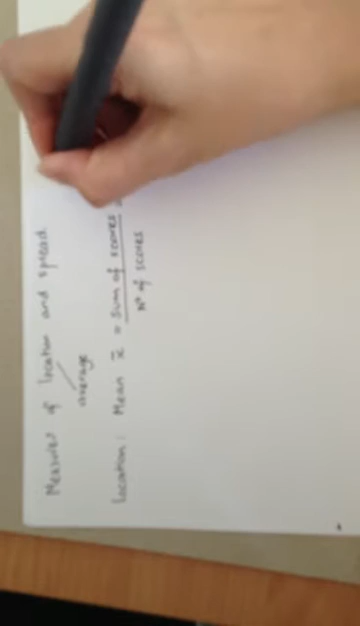 Measures of location and spread
average
Location: Mean x̄ = sum of scores
Nº of scores